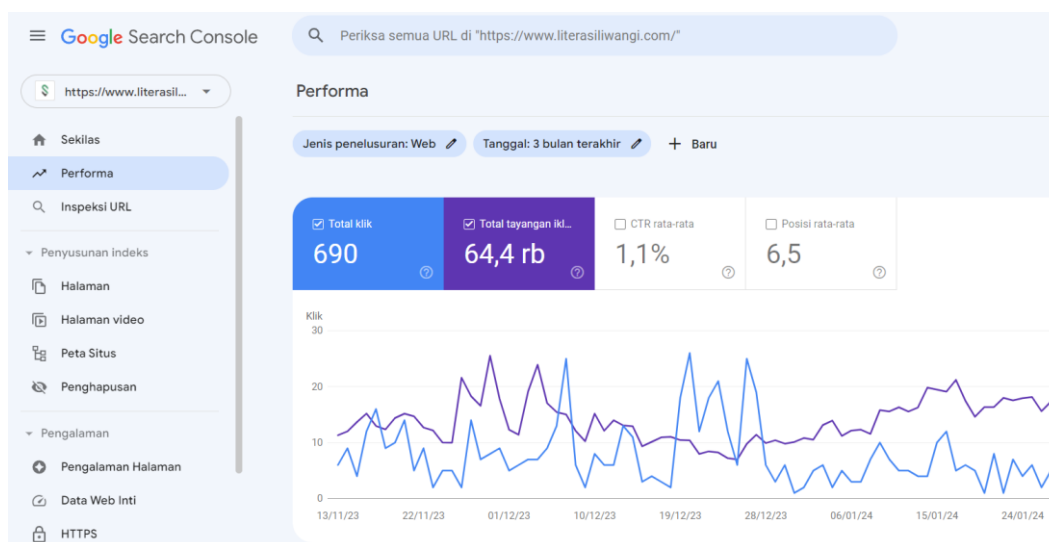 Google Search Console
Periksa semua URL di "https://www.literasiliwangi.com/"
https://www.literasil...
Sekilas
Performa
Inspeksi URL
Penyusunan indeks
Halaman
Halaman video
Peta Situs
Penghapusan
Pengalaman
Pengalaman Halaman
Data Web Inti
HTTPS
Performa
Jenis penelusuran: Web
Tanggal: 3 bulan terakhir
+ Baru
Total klik
690
Total tayangan ikl...
64,4 rb
CTR rata-rata
1,1%
Posisi rata-rata
6,5
Klik
30
20
10
0
13/11/23 22/11/23 01/12/23 10/12/23 19/12/23 28/12/23 06/01/24 15/01/24 24/01/24